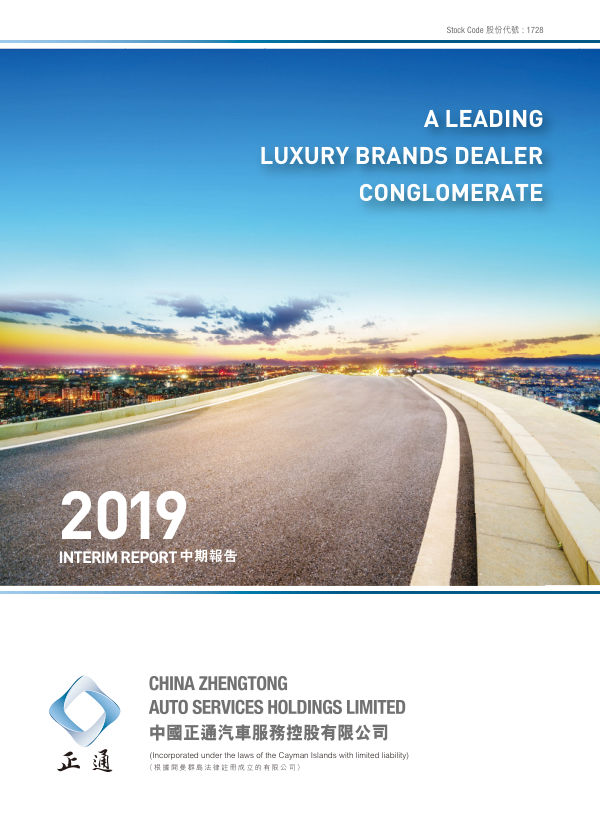 Stock Code 股份代號 : 1728
A LEADING
LUXURY BRANDS DEALER
CONGLOMERATE
2019
INTERIM REPORT 中期報告
CHINA ZHENGTONG
AUTO SERVICES HOLDINGS LIMITED
中國正通汽車服務控股有限公司
(Incorporated under the laws of the Cayman Islands with limited liability)
(根據開曼群島法律註冊成立的有限公司)
正通